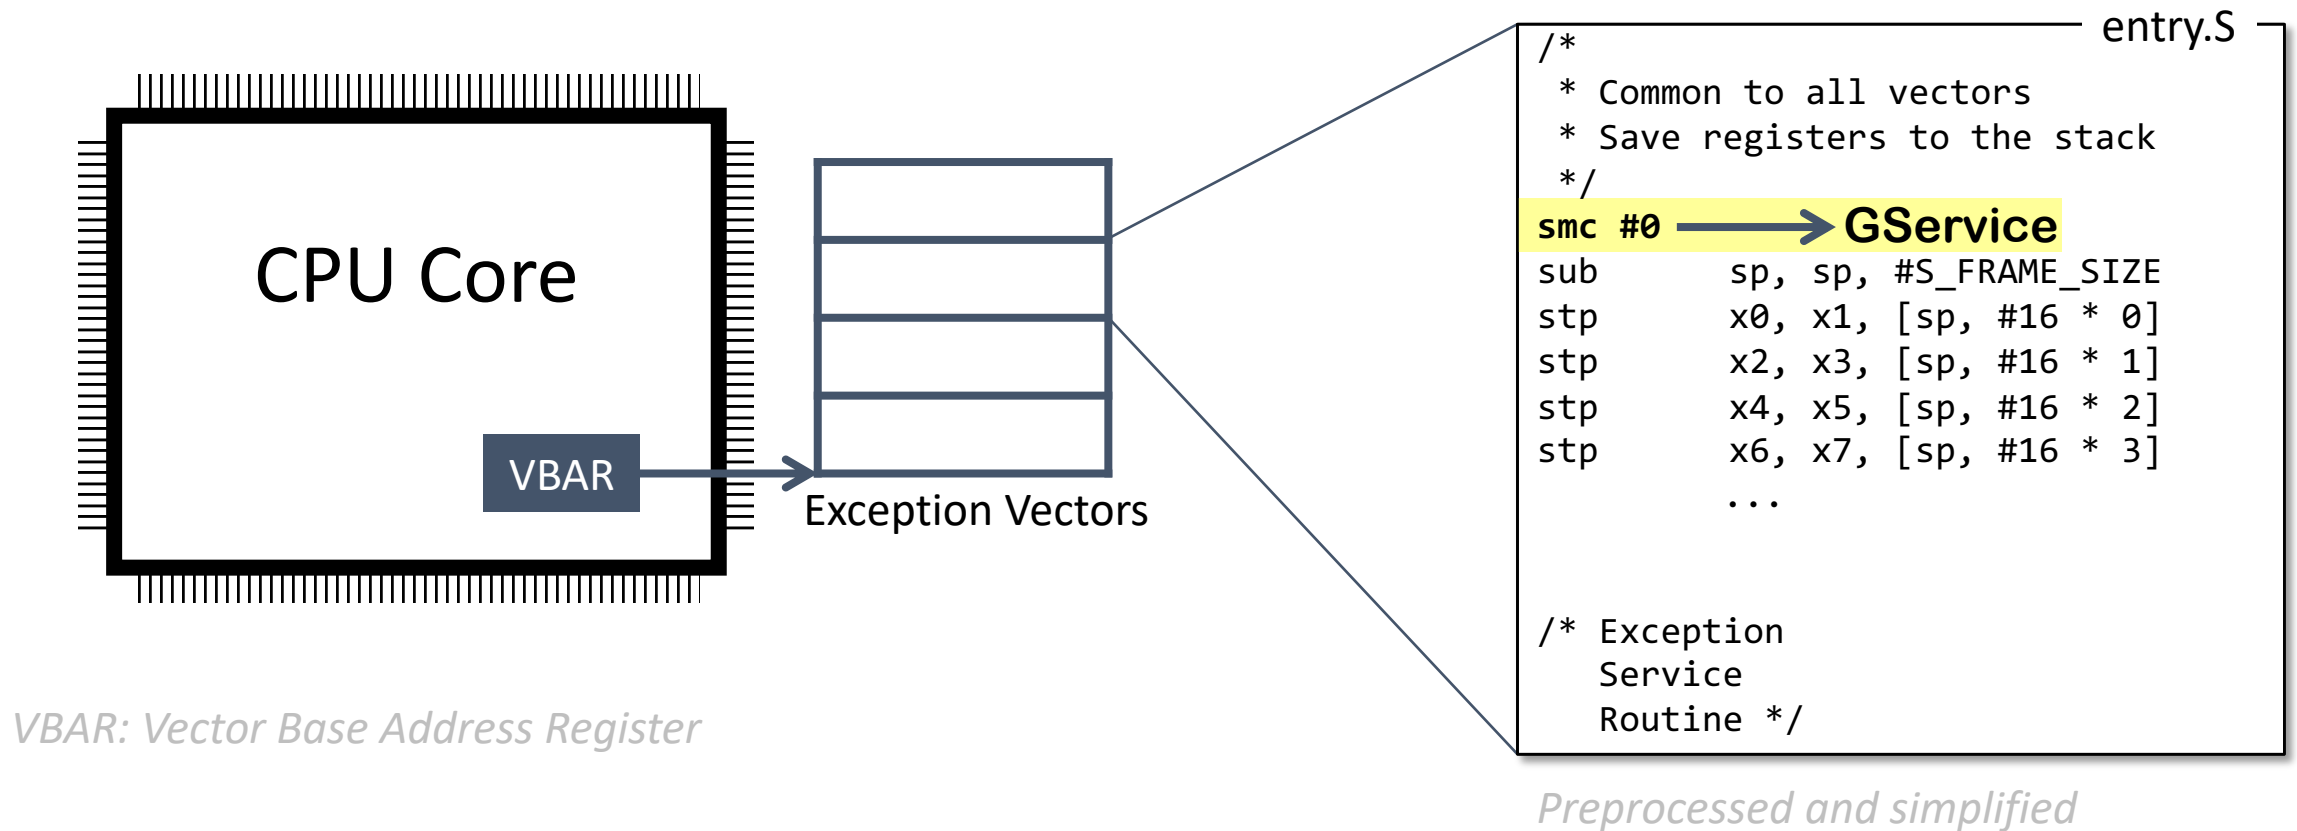 CPU Core
VBAR
Exception Vectors
VBAR: Vector Base Address Register
entry.S
/*
 * Common to all vectors
 * Save registers to the stack
 */
smc #0 GService
sub sp, sp, #S_FRAME_SIZE
stp x0, x1, [sp, #16 * 0]
stp x2, x3, [sp, #16 * 1]
stp x4, x5, [sp, #16 * 2]
stp x6, x7, [sp, #16 * 3]
...
/* Exception
Service
Routine */
Preprocessed and simplified